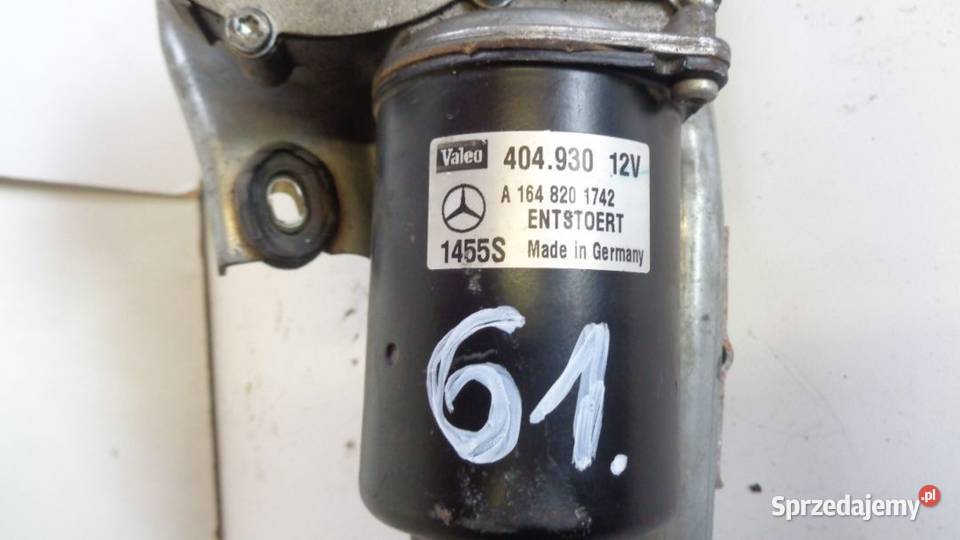 Valeo 404.930 12V
A 164 820 1742
ENTSTOERT
1455S Made in Germany
61.
Sprzedajemy.pl